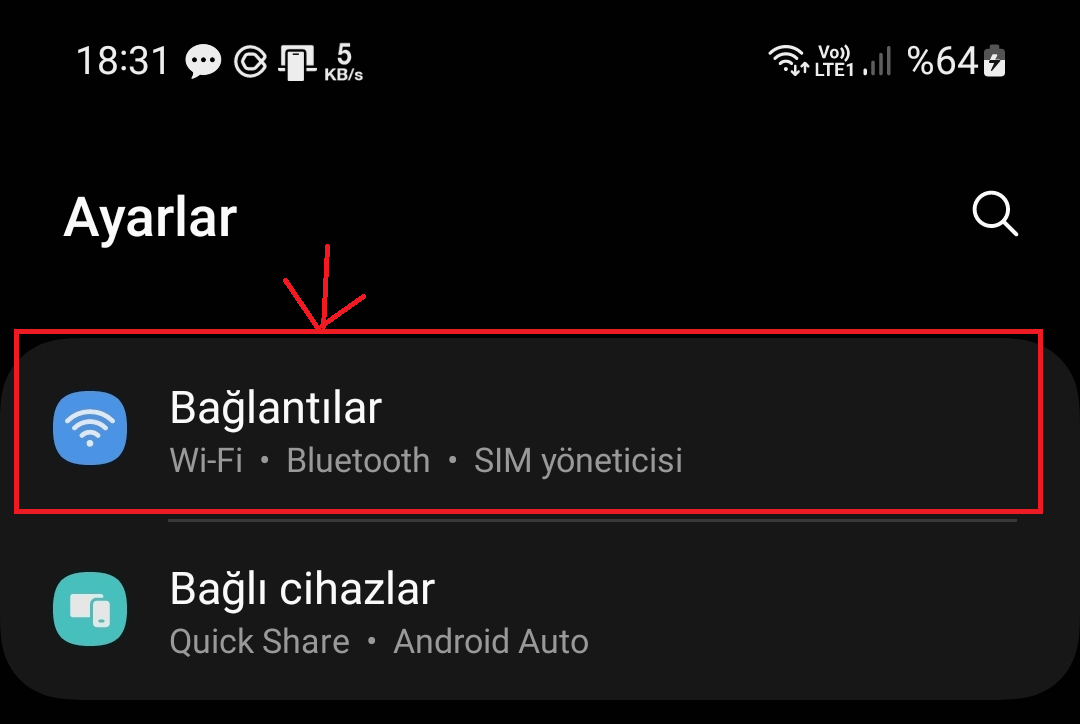 18:31 5 KB/s Vo)) LTE1 %64
Ayarlar
Bağlantılar
Wi-Fi • Bluetooth • SIM yöneticisi
Bağlı cihazlar
Quick Share • Android Auto